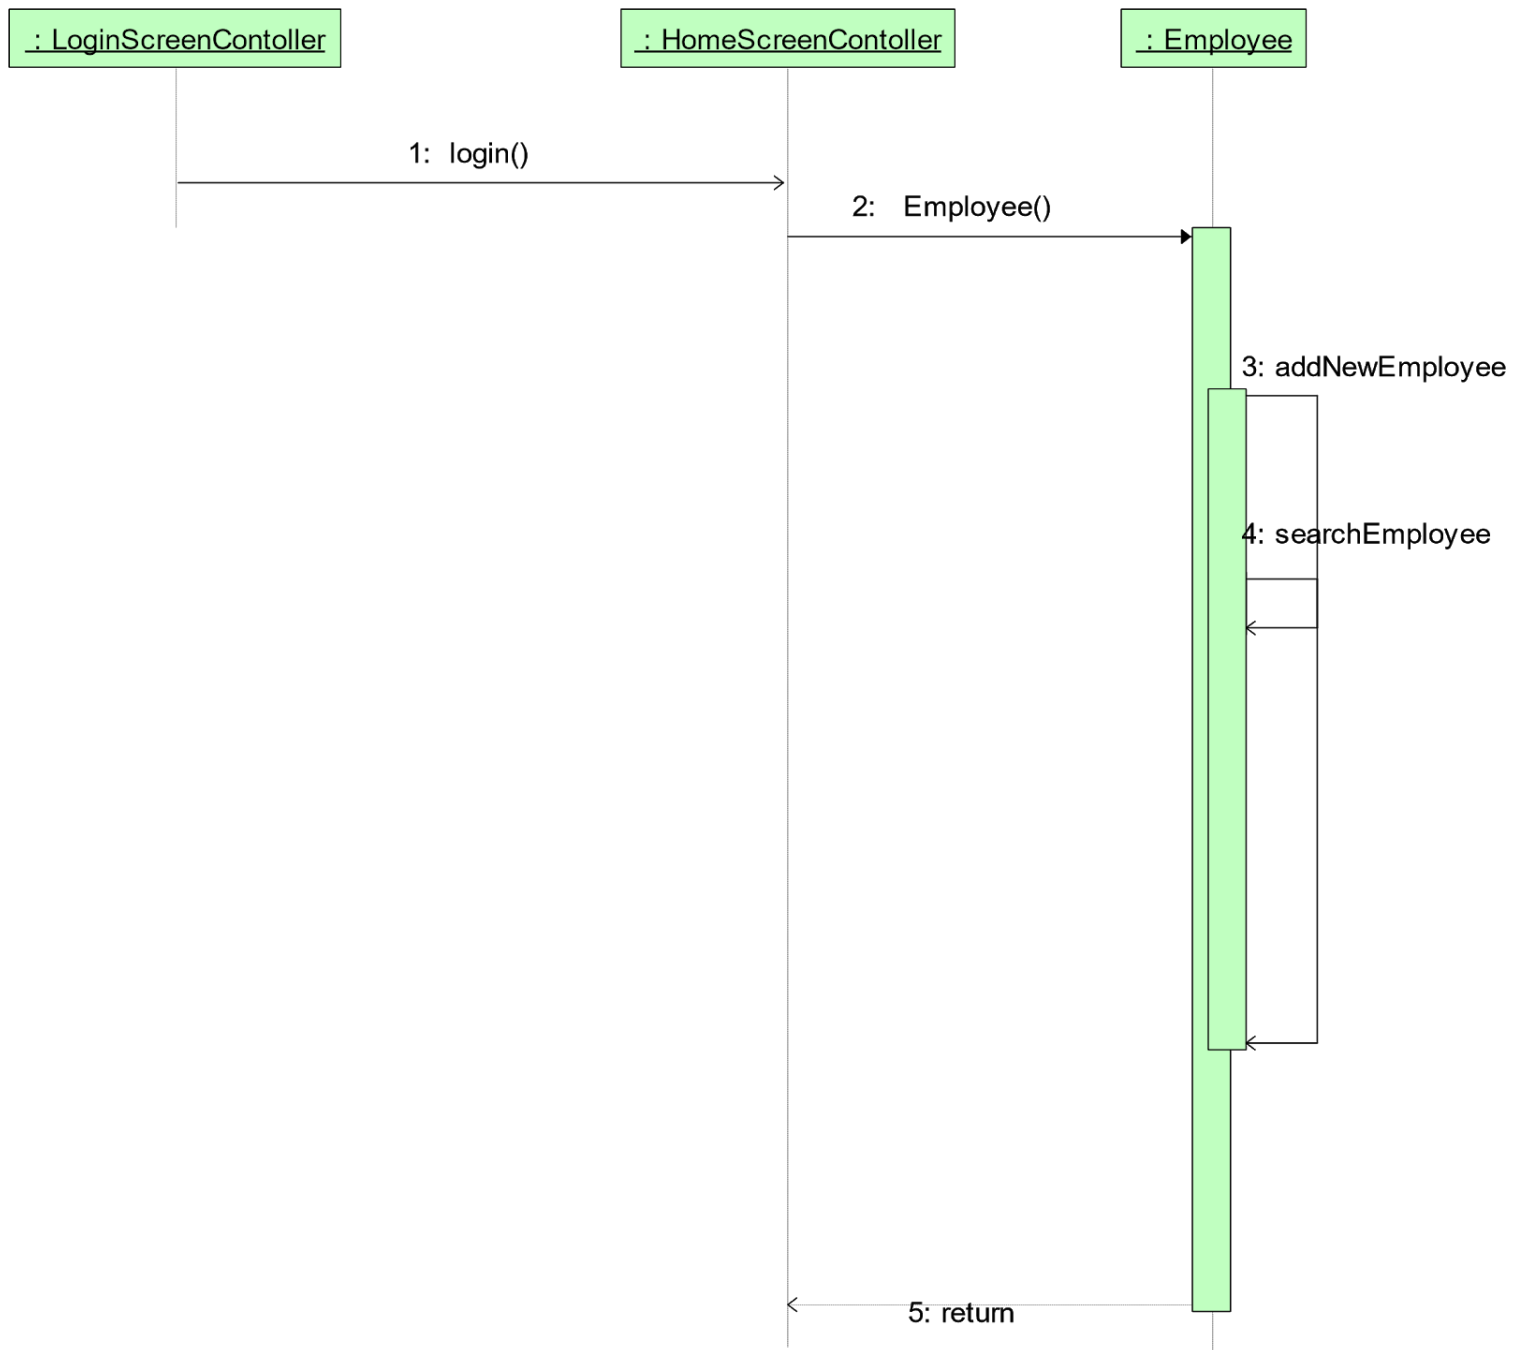 : LoginScreenContoller
: HomeScreenContoller
: Employee
1: login()
2: Employee()
3: addNewEmployee
4: searchEmployee
5: return